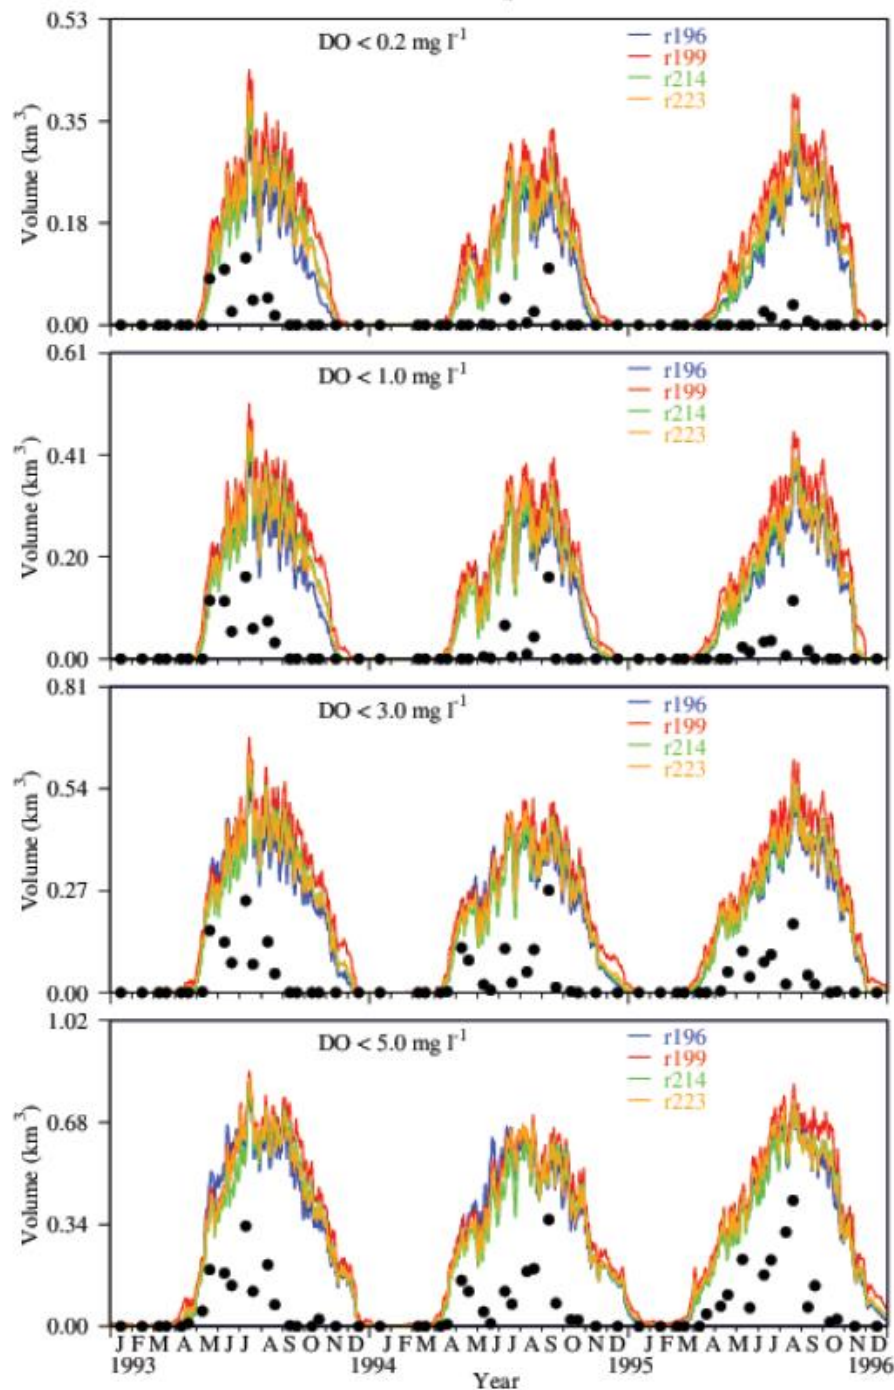 0.53
DO < 0.2 mg l-1
r196
r199
r214
r223
0.35
Volume (km3)
0.18
0.00
0.61
DO < 1.0 mg l-1
r196
r199
r214
r223
0.41
Volume (km3)
0.20
0.00
0.81
DO < 3.0 mg l-1
r196
r199
r214
r223
0.54
Volume (km3)
0.27
0.00
1.02
DO < 5.0 mg l-1
r196
r199
r214
r223
0.68
Volume (km3)
0.34
0.00
J F M A M J J A S O N D J F M A M J J A S O N D J F M A M J J A S O N D
1993 1994 1995 1996
Year